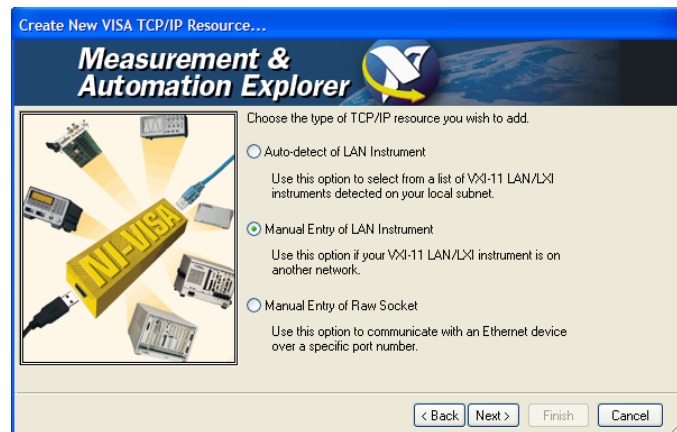 Create New VISA TCP/IP Resource...
Measurement &
Automation Explorer
Choose the type of TCP/IP resource you wish to add.
Auto-detect of LAN Instrument
Use this option to select from a list of VXI-11 LAN/LXI
instruments detected on your local subnet.
Manual Entry of LAN Instrument
Use this option if your VXI-11 LAN/LXI instrument is on
another network.
Manual Entry of Raw Socket
Use this option to communicate with an Ethernet device
over a specific port number.
NI-VISA
< Back
Next >
Finish
Cancel